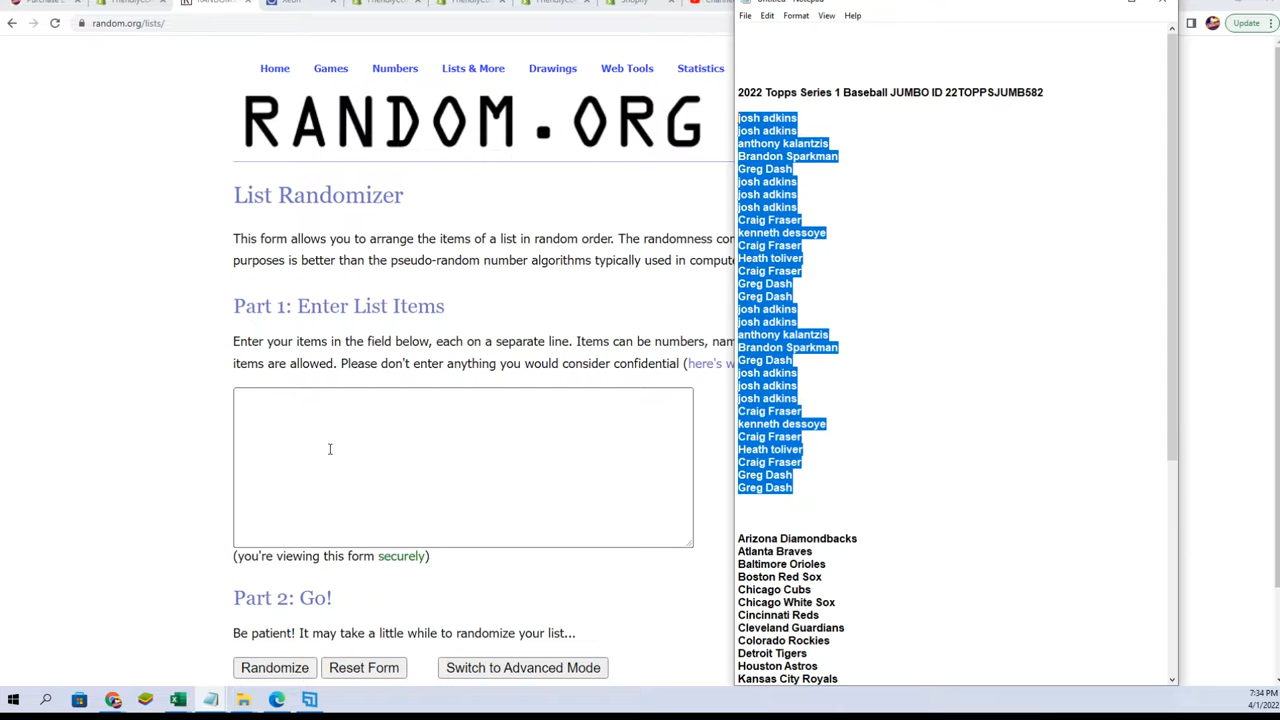 random.org/lists/
Update
Home
Games
Numbers
Lists & More
Drawings
Web Tools
Statistics
RANDOM.ORG
List Randomizer
This form allows you to arrange the items of a list in random order. The randomness
purposes is better than the pseudo-random number algorithms typically used in
Part 1: Enter List Items
Enter your items in the field below, each on a separate line. Items can be numbers,
items are allowed. Please don't enter anything you would consider confidential (here's
(you're viewing this form securely)
Part 2: Go!
Be patient! It may take a little while to randomize your list...
Randomize
Reset Form
Switch to Advanced Mode
File
Edit
Format
View
Help
2022 Topps Series 1 Baseball JUMBO ID 22TOPPSJUMB582
josh adkins
josh adkins
anthony kalantzis
Brandon Sparkman
Greg Dash
josh adkins
josh adkins
josh adkins
Craig Fraser
kenneth dessoye
Craig Fraser
Heath toliver
Craig Fraser
Greg Dash
Greg Dash
josh adkins
josh adkins
anthony kalantzis
Brandon Sparkman
Greg Dash
josh adkins
josh adkins
josh adkins
Craig Fraser
kenneth dessoye
Craig Fraser
Heath toliver
Craig Fraser
Greg Dash
Greg Dash
Arizona Diamondbacks
Atlanta Braves
Baltimore Orioles
Boston Red Sox
Chicago Cubs
Chicago White Sox
Cincinnati Reds
Cleveland Guardians
Colorado Rockies
Detroit Tigers
Houston Astros
Kansas City Royals
7:34 PM
4/1/2022